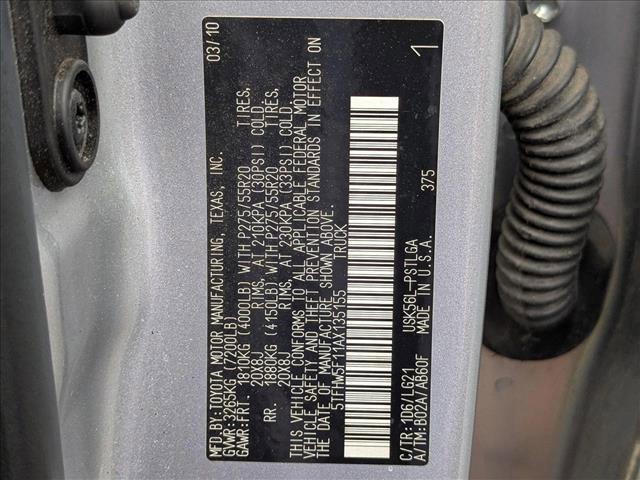 MFD.BY:TOYOTA MOTOR MANUFACTURING, TEXAS, INC. 03/10
GVWR:3265KG (7200LB)
GAWR:FRT. 1810KG (4000LB) WITH P275/55R20 TIRES,
20X8J RIMS, AT 210KPA (30PSI) COLD.
RR. 1880KG (4150LB) WITH P275/55R20 TIRES,
20X8J RIMS, AT 230KPA (33PSI) COLD.
THIS VEHICLE CONFORMS TO ALL APPLICABLE FEDERAL MOTOR
VEHICLE SAFETY AND THEFT PREVENTION STANDARDS IN EFFECT ON
THE DATE OF MANUFACTURE SHOWN ABOVE.
5TFHW5F11AX135155 TRUCK 1
C/TR:1D6/LG21 USK56L-PSTLGA
A/TM:B02A/AB60F MADE IN U.S.A. 375